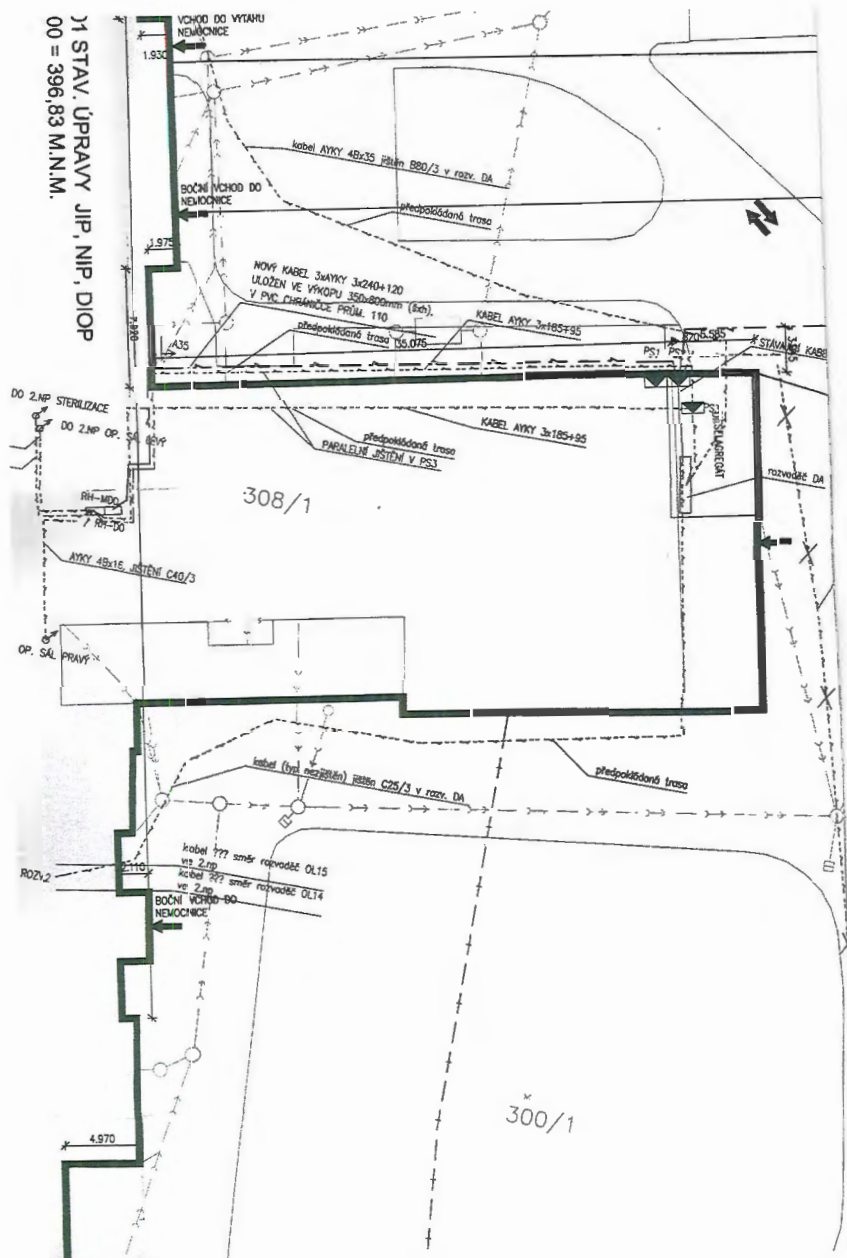 VCHOD DO VÝTAHU
NEMOCNICE
1.930
01 STAV. ÚPRAVY JIP, NIP, DIOP
00 = 396,83 M.N.M.
kabel AYKY 4Bx35 jištěn B80/3 v rozv. DA
BOČNÍ VCHOD DO
NEMOCNICE
předpokládaná trasa
1.975
NOVÝ KABEL 3xAYKY 3x240+120
ULOŽEN VE VÝKOPU 350x800mm (šxh).
V PVC CHRÁNIČCE PRŮM. 110
KABEL AYKY 3x185+95
předpokládaná trasa
35.075
A35
5.585
PS1
DO 2.NP STERILIZACE
DO 2.NP OP. SÁL LEVÝ
KABEL AYKY 3x185+95
předpokládaná trasa
PARALELNÍ JIŠTĚNÍ V PS3
rozvaděč DA
308/1
RH-MDO
RH-DO
AYKY 4Bx16, JIŠTĚNÍ C40/3
OP. SÁL PRAVÝ
kabel (typ nezjištěn) jištěn C25/3 v rozv. DA
předpokládaná trasa
kabel ??? směr rozvaděč OL15
ve 2.np
kabel ??? směr rozvaděč OL14
ve 2.np
ROZV.2
2.110
BOČNÍ VCHOD DO
NEMOCNICE
300/1
4.970